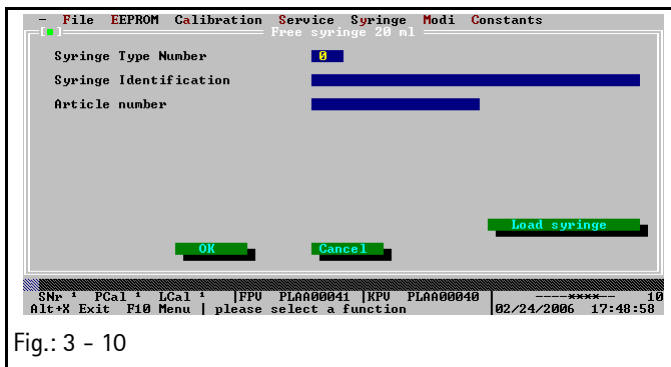 - File EEPROM Calibration Service Syringe Modi Constants
Free syringe 20 ml
Syringe Type Number 0
Syringe Identification
Article number
Load syringe
OK Cancel
SNr ¹ PCal ¹ LCal ¹ |FPV PLAA00041 |KPV PLAA00040 | ----****-- 10
Alt+X Exit F10 Menu | please select a function |02/24/2006 17:48:58
Fig.: 3 - 10